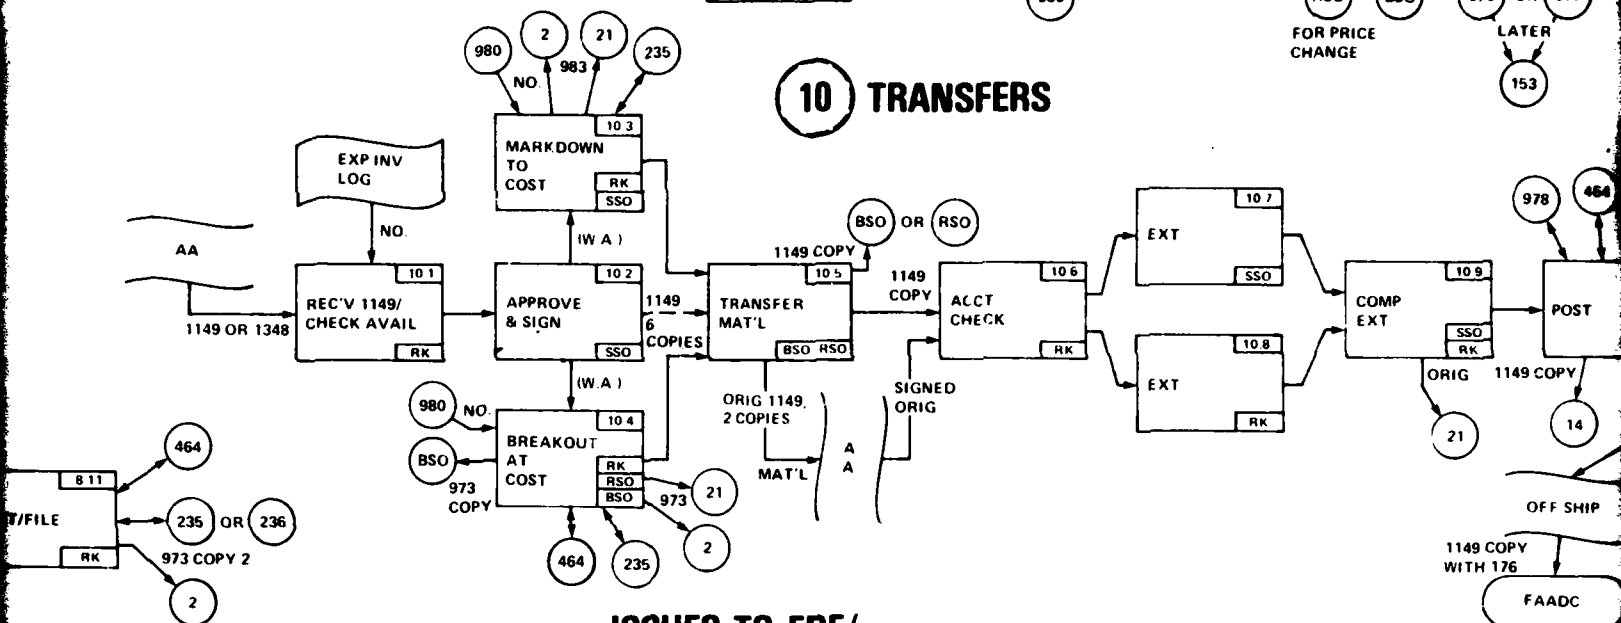 FOR PRICE
CHANGE
LATER
153
980
2
21
235
NO.
983
10 TRANSFERS
10 3
MARKDOWN
TO
COST
RK
SSO
EXP INV
LOG
NO.
AA
1149 OR 1348
10 1
REC'V 1149/
CHECK AVAIL
RK
(W.A.)
10 2
APPROVE
& SIGN
SSO
(W.A.)
1149
6
COPIES
980
NO.
BSO
973
COPY
10 4
BREAKOUT
AT
COST
RK
RSO
BSO
973
21
2
464
235
BSO OR RSO
1149 COPY
10 5
TRANSFER
MAT'L
BSO RSO
ORIG 1149,
2 COPIES
MAT'L
A
A
SIGNED
ORIG
1149
COPY
10 6
ACCT
CHECK
RK
10 7
EXT
SSO
10.8
EXT
RK
10 9
COMP
EXT
SSO
RK
ORIG
21
978
464
POST
1149 COPY
14
OFF SHIP
1149 COPY
WITH 176
FAADC
8 11
T/FILE
RK
464
235 OR 236
973 COPY 2
2